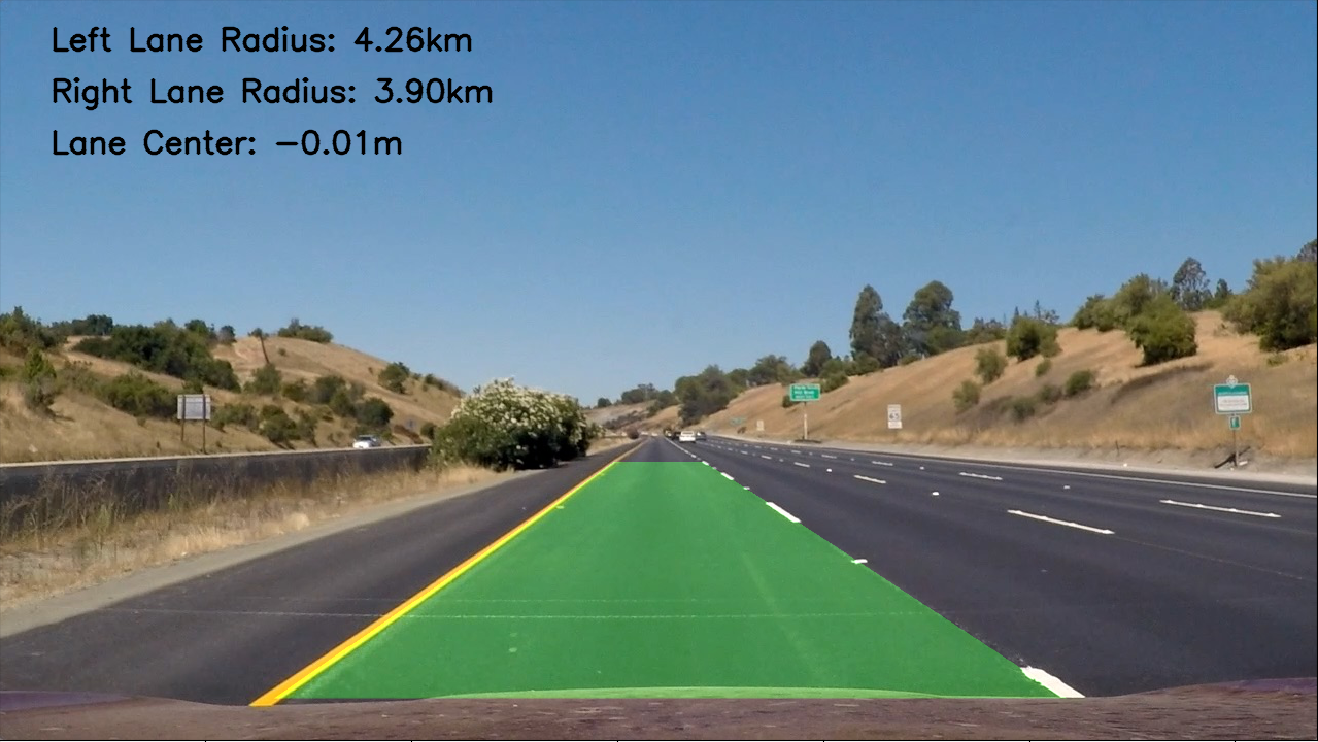 Left Lane Radius: 4.26km
Right Lane Radius: 3.90km
Lane Center: −0.01m